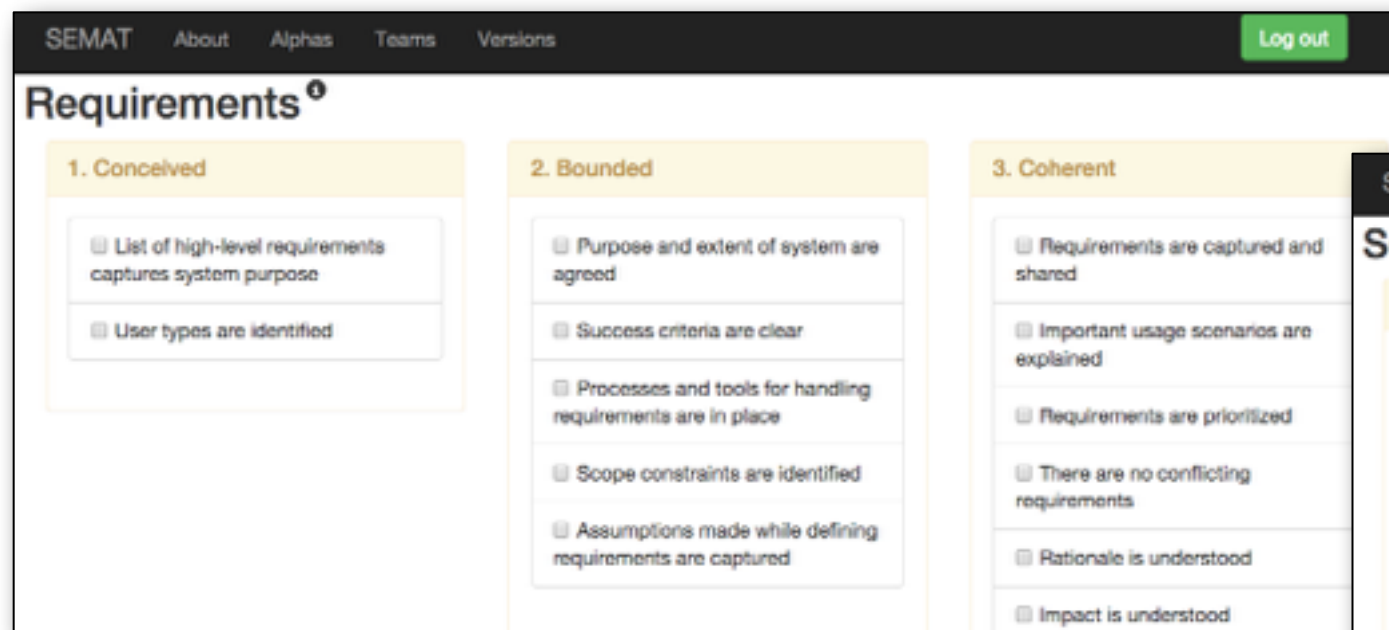 SEMAT About Alphas Teams Versions Log out
Requirements
1. Conceived
List of high-level requirements
captures system purpose
User types are identified
2. Bounded
Purpose and extent of system are
agreed
Success criteria are clear
Processes and tools for handling
requirements are in place
Scope constraints are identified
Assumptions made while defining
requirements are captured
3. Coherent
Requirements are captured and
shared
Important usage scenarios are
explained
Requirements are prioritized
There are no conflicting
requirements
Rationale is understood
Impact is understood
S
S